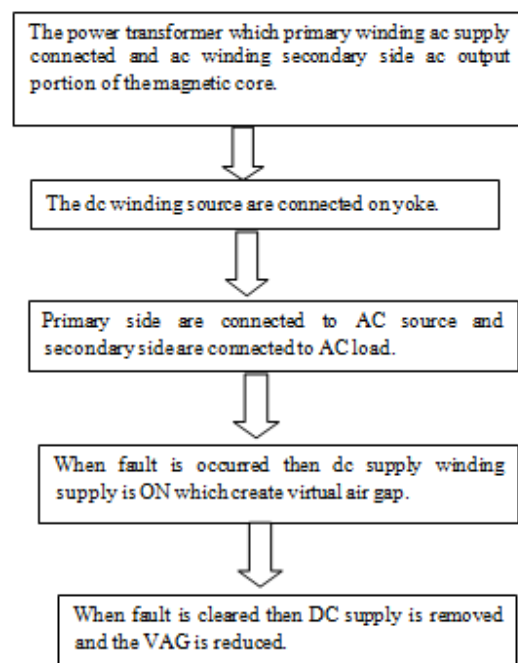 The power transformer which primary winding ac supply
connected and ac winding secondary side ac output
portion of the magnetic core.
The dc winding source are connected on yoke.
Primary side are connected to AC source and
secondary side are connected to AC load.
When fault is occurred then dc supply winding
supply is ON which create virtual air gap.
When fault is cleared then DC supply is removed
and the VAG is reduced.